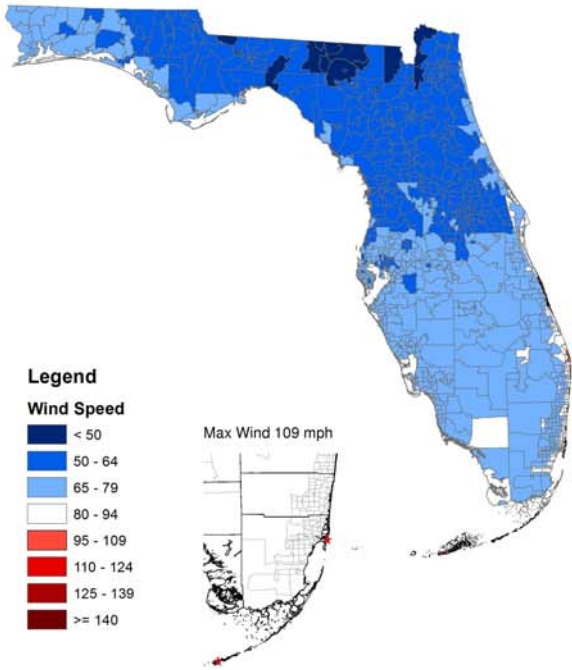 Legend
Wind Speed
< 50
50 - 64
65 - 79
80 - 94
95 - 109
110 - 124
125 - 139
>= 140
Max Wind 109 mph